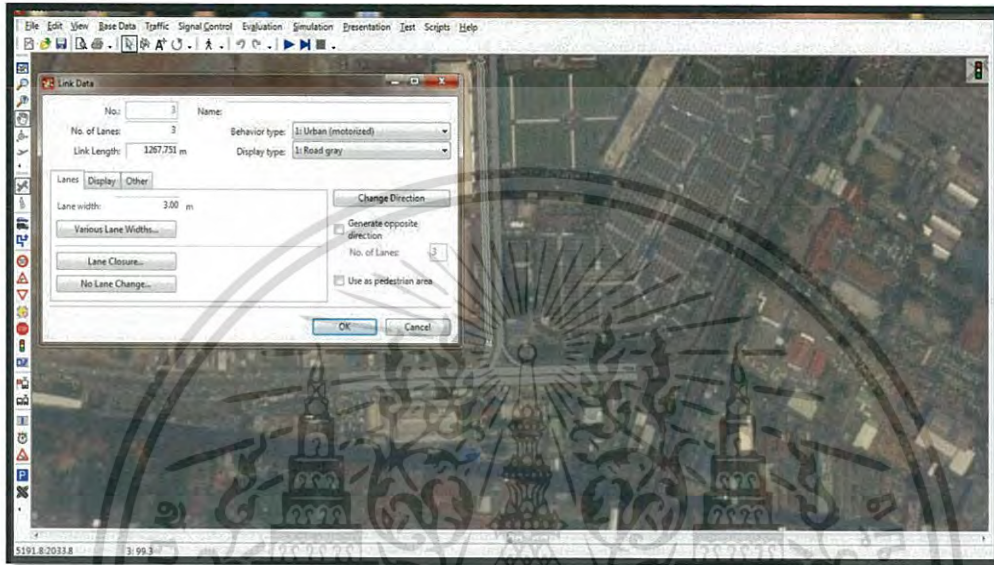 File Edit View Base Data Traffic Signal Control Evaluation Simulation Presentation Test Scripts Help
Link Data
No.: 3 Name:
No. of Lanes: 3 Behavior type: 1: Urban (motorized)
Link Length: 1267.751 m Display type: 1: Road gray
Lanes Display Other
Lane width: 3.00 m
Change Direction
Various Lane Widths...
Generate opposite
direction
No. of Lanes: 3
Lane Closure...
No Lane Change...
Use as pedestrian area
OK Cancel
5191.8:2033.8 3: 99.3